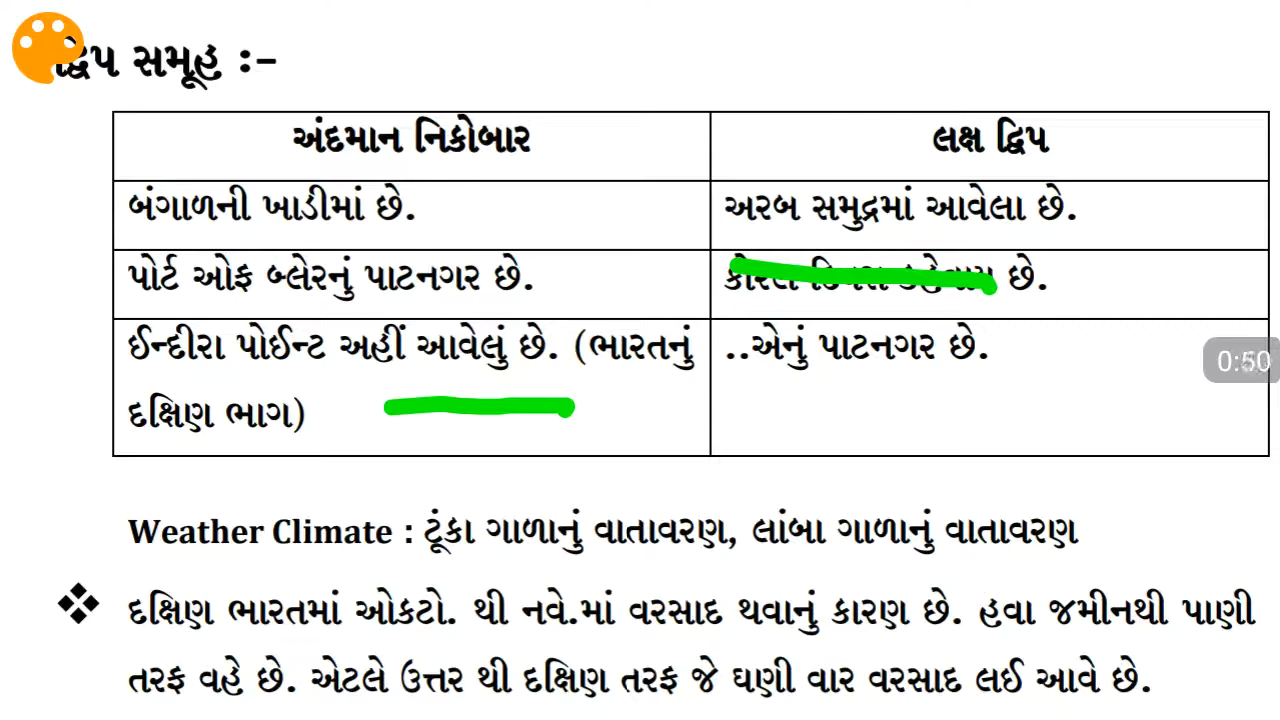 દ્વિપ સમૂહ :-
અંદમાન નિકોબાર
લક્ષ દ્વિપ
બંગાળની ખાડીમાં છે.
અરબ સમુદ્રમાં આવેલા છે.
પોર્ટ ઓફ બ્લેરનું પાટનગર છે.
કોરલ કહેવાય છે.
ઈન્દીરા પોઈન્ટ અહીં આવેલું છે. (ભારતનું
દક્ષિણ ભાગ)
..એનું પાટનગર છે.
0:50
Weather Climate : ટૂંકા ગાળાનું વાતાવરણ, લાંબા ગાળાનું વાતાવરણ
❖ દક્ષિણ ભારતમાં ઓકટો. થી નવે.માં વરસાદ થવાનું કારણ છે. હવા જમીનથી પાણી
તરફ વહે છે. એટલે ઉત્તર થી દક્ષિણ તરફ જે ઘણી વાર વરસાદ લઈ આવે છે.